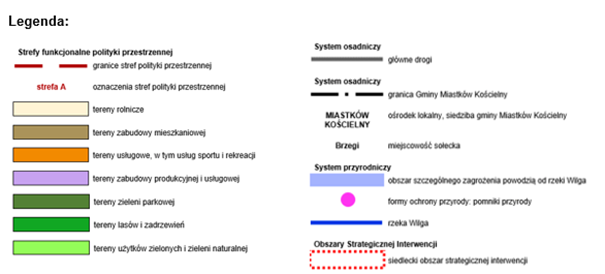 Legenda:
Strefy funkcjonalne polityki przestrzennej
granice stref polityki przestrzennej
strefa A oznaczenia stref polityki przestrzennej
tereny rolnicze
tereny zabudowy mieszkaniowej
tereny usługowe, w tym usług sportu i rekreacji
tereny zabudowy produkcyjnej i usługowej
tereny zieleni parkowej
tereny lasów i zadrzewień
tereny użytków zielonych i zieleni naturalnej
System osadniczy
główne drogi
System osadniczy
granica Gminy Miastków Kościelny
MIASTKÓW
KOŚCIELNY
ośrodek lokalny, siedziba gminy Miastków Kościelny
Brzegi miejscowość sołecka
System przyrodniczy
obszar szczególnego zagrożenia powodzią od rzeki Wilga
formy ochrony przyrody: pomniki przyrody
rzeka Wilga
Obszary Strategicznej Interwencji
siedlecki obszar strategicznej interwencji